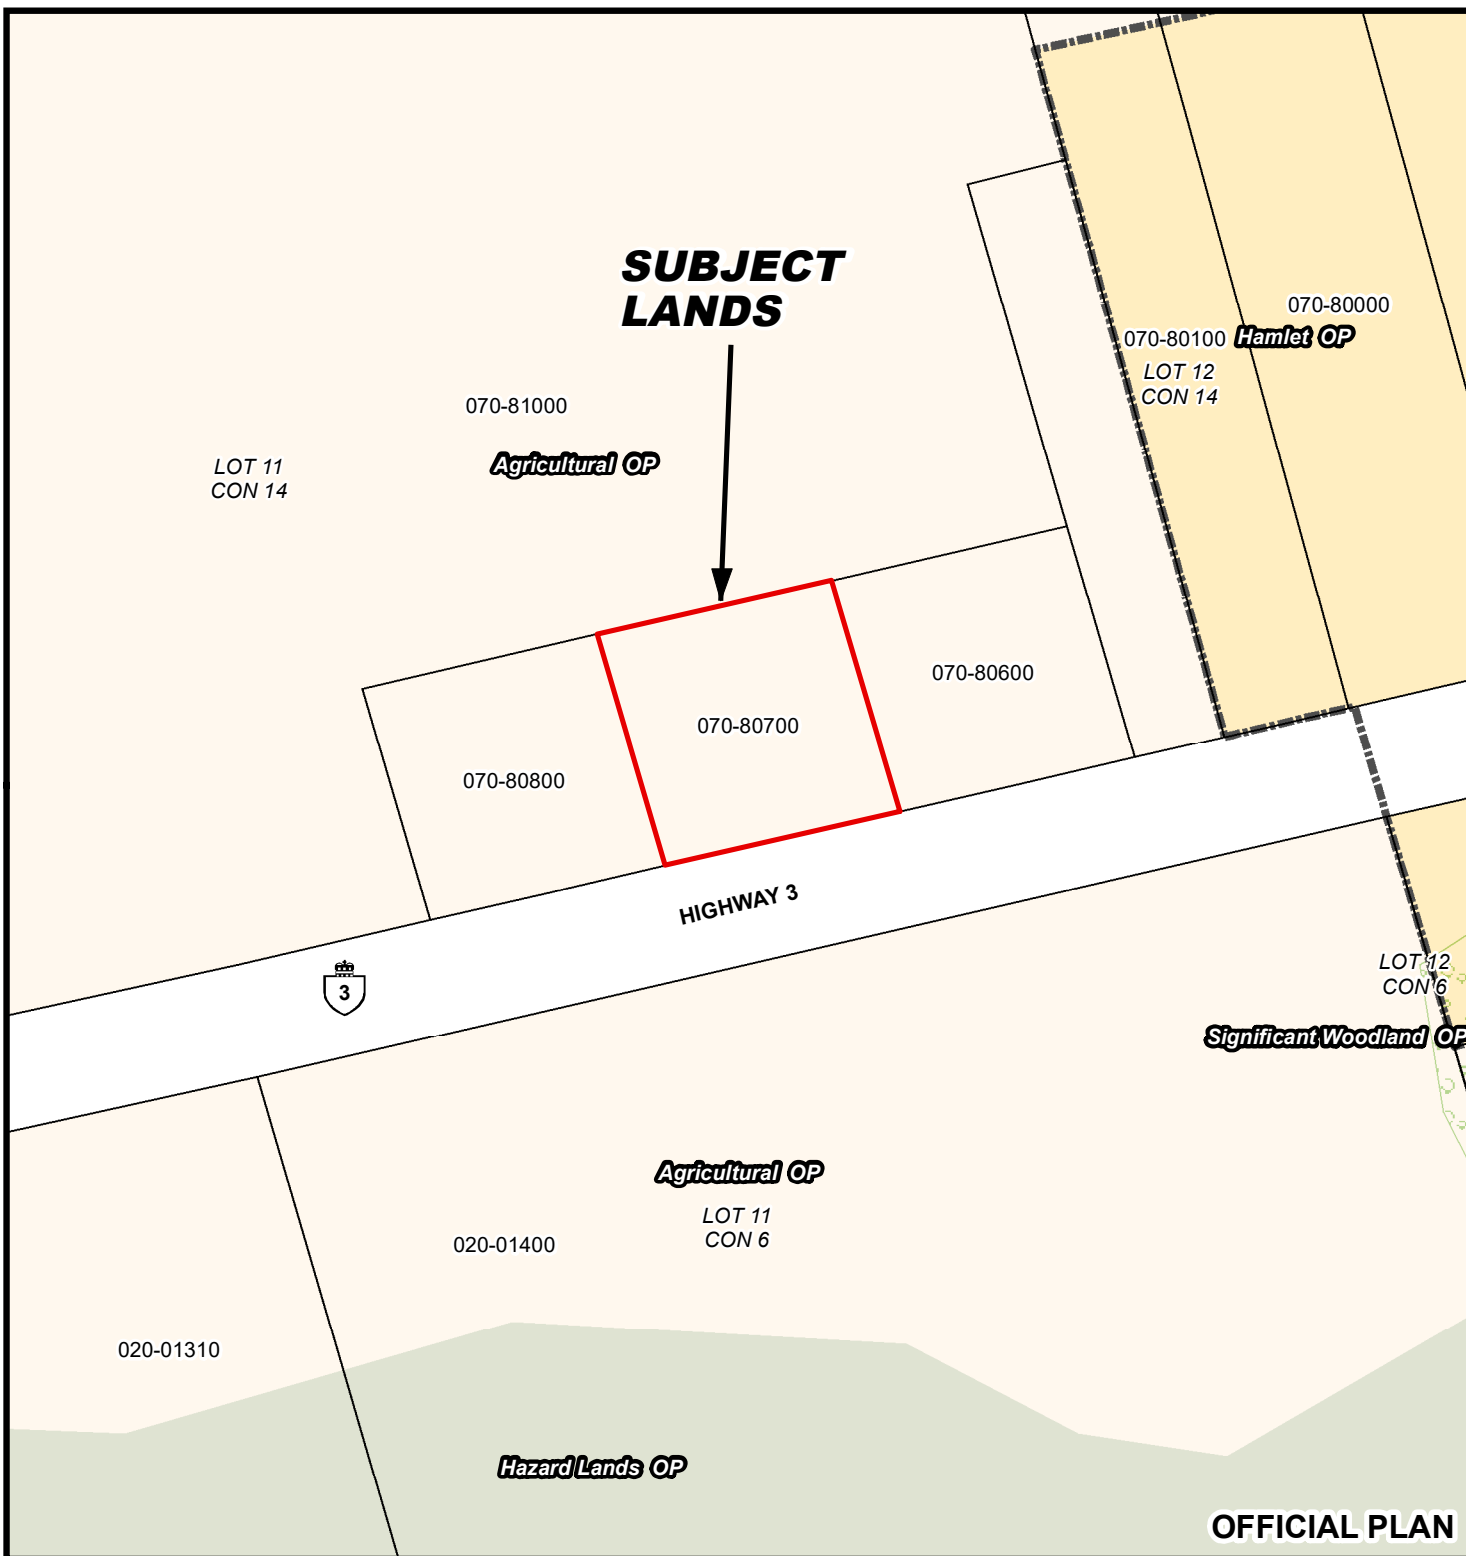 SUBJECT
LANDS
070-80000
070-80100
Hamlet OP
LOT 12
CON 14
070-81000
Agricultural OP
LOT 11
CON 14
070-80600
070-80700
070-80800
HIGHWAY 3
3
LOT 12
CON 6
Significant Woodland OP
Agricultural OP
LOT 11
CON 6
020-01400
020-01310
Hazard Lands OP
OFFICIAL PLAN